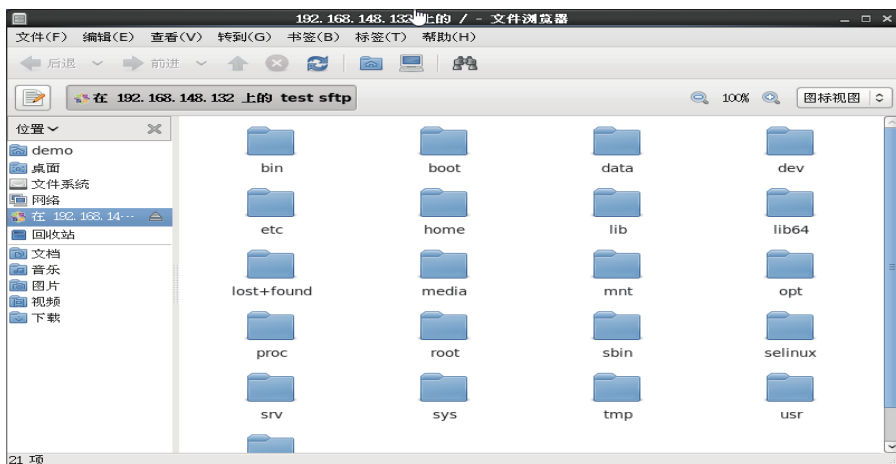 192.168.148.132上的 / - 文件浏览器
文件(F) 编辑(E) 查看(V) 转到(G) 书签(B) 标签(T) 帮助(H)
后退 前进
在 192.168.148.132 上的 test sftp 100% 图标视图
位置
demo
桌面
文件系统
网络
在 192.168.14…
回收站
文档
音乐
图片
视频
下载
bin boot data dev
etc home lib lib64
lost+found media mnt opt
proc root sbin selinux
srv sys tmp usr
21 项